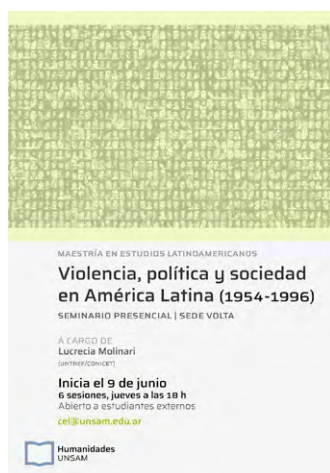 MAESTRÍA EN ESTUDIOS LATINOAMERICANOS
Violencia, política y sociedad
en América Latina (1954-1996)
SEMINARIO PRESENCIAL | SEDE VOLTA
A CARGO DE
Lucrecia Molinari
(UNTREF/CONICET)
Inicia el 9 de junio
6 sesiones, jueves a las 18 h
Abierto a estudiantes externos
cel@unsam.edu.ar
Humanidades
UNSAM